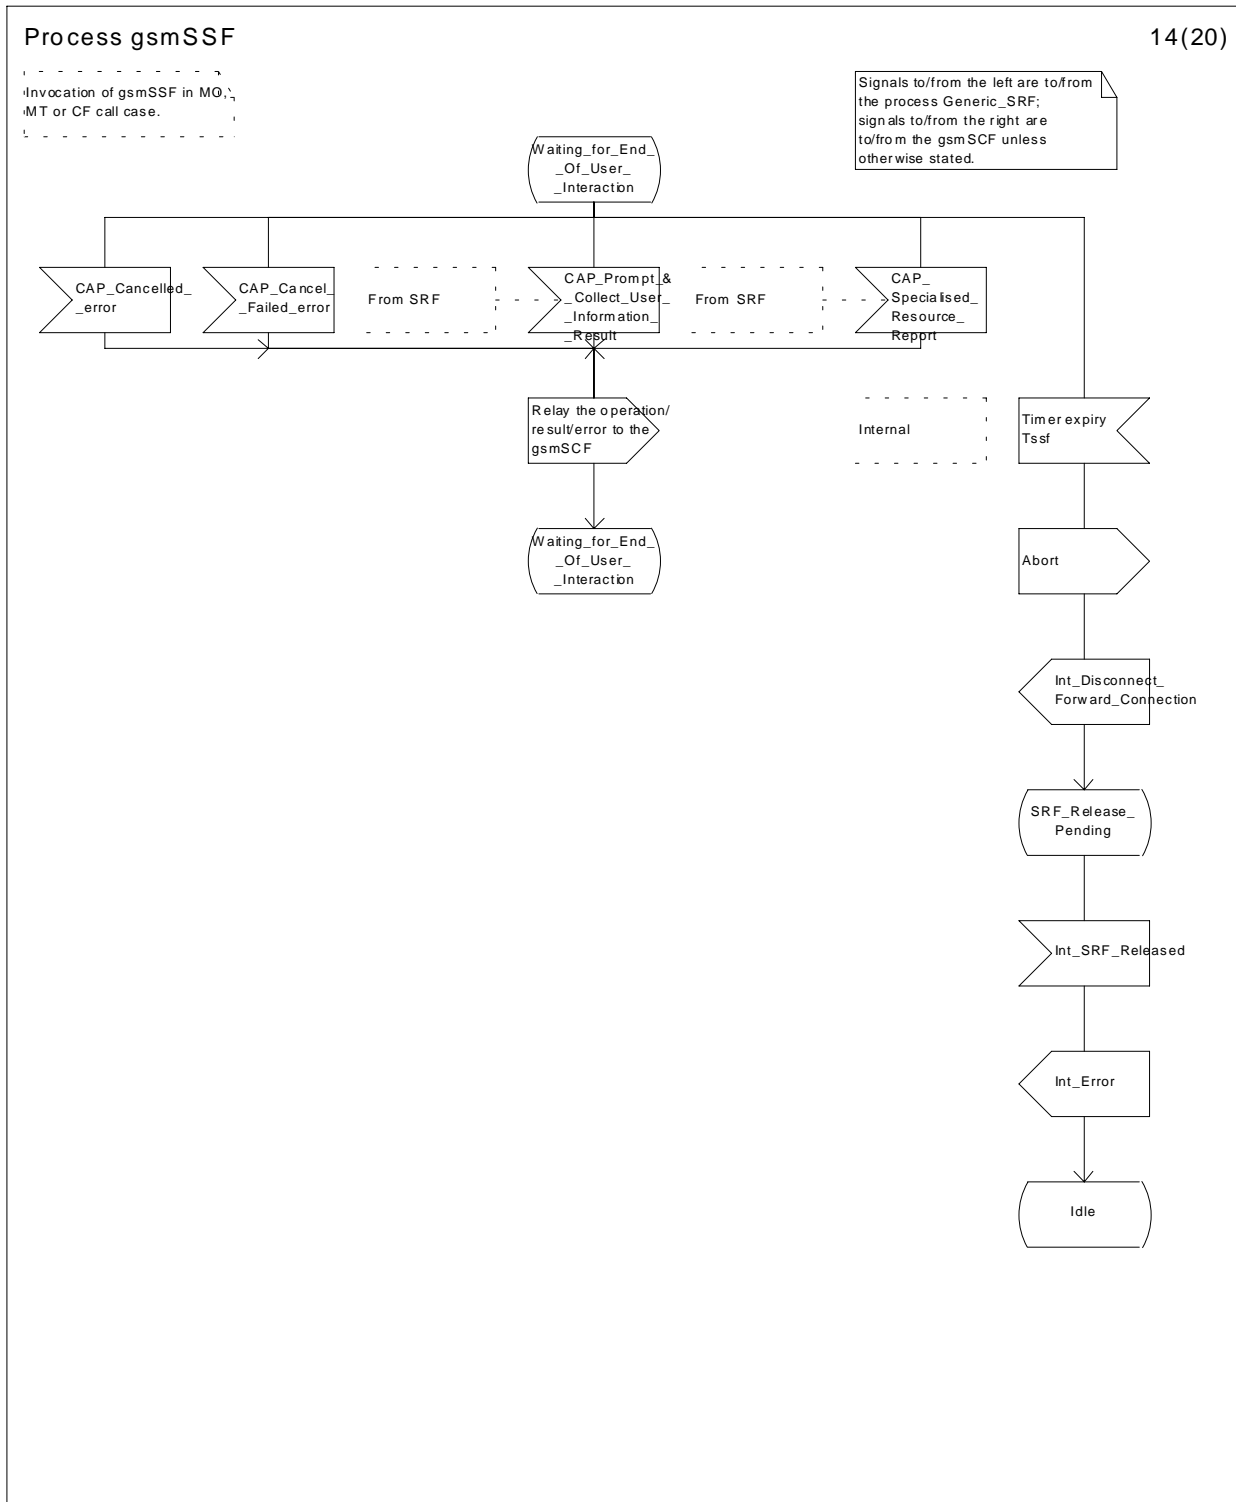 Process gsmSSF
14(20)
Invocation of gsmSSF in MO,
MT or CF call case.
Signals to/from the left are to/from
the process Generic_SRF;
signals to/from the right are
to/from the gsmSCF unless
otherwise stated.
Waiting_for_End_
_Of_User_
_Interaction
CAP_Cancelled_
_error
CAP_Cancel_
_Failed_error
From SRF
CAP_Prompt_&
_Collect_User_
_Information_
_Result
From SRF
CAP_
Specialised_
Resource_
Report
Relay the operation/
result/error to the
gsmSCF
Internal
Timer expiry
Tssf
Waiting_for_End_
_Of_User_
_Interaction
Abort
Int_Disconnect_
Forward_Connection
SRF_Release_
Pending
Int_SRF_Released
Int_Error
Idle